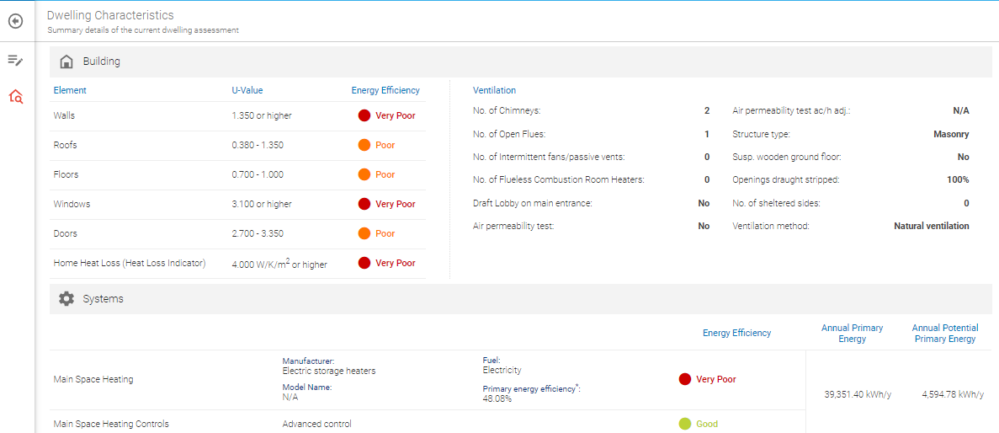 Dwelling Characteristics
Summary details of the current dwelling assessment
Building
Element U-Value Energy Efficiency
Walls 1.350 or higher Very Poor
Roofs 0.380 - 1.350 Poor
Floors 0.700 - 1.000 Poor
Windows 3.100 or higher Very Poor
Doors 2.700 - 3.350 Poor
Home Heat Loss (Heat Loss Indicator) 4.000 W/K/m² or higher Very Poor
Ventilation
No. of Chimneys: 2 Air permeability test ac/h adj.: N/A
No. of Open Flues: 1 Structure type: Masonry
No. of Intermittent fans/passive vents: 0 Susp. wooden ground floor: No
No. of Flueless Combustion Room Heaters: 0 Openings draught stripped: 100%
Draft Lobby on main entrance: No No. of sheltered sides: 0
Air permeability test: No Ventilation method: Natural ventilation
Systems
Energy Efficiency Annual Primary Energy Annual Potential Primary Energy
Main Space Heating
Manufacturer:
Electric storage heaters
Model Name:
N/A
Fuel:
Electricity
Primary energy efficiency*:
48.08%
Very Poor
39,351.40 kWh/y 4,594.78 kWh/y
Main Space Heating Controls Advanced control Good